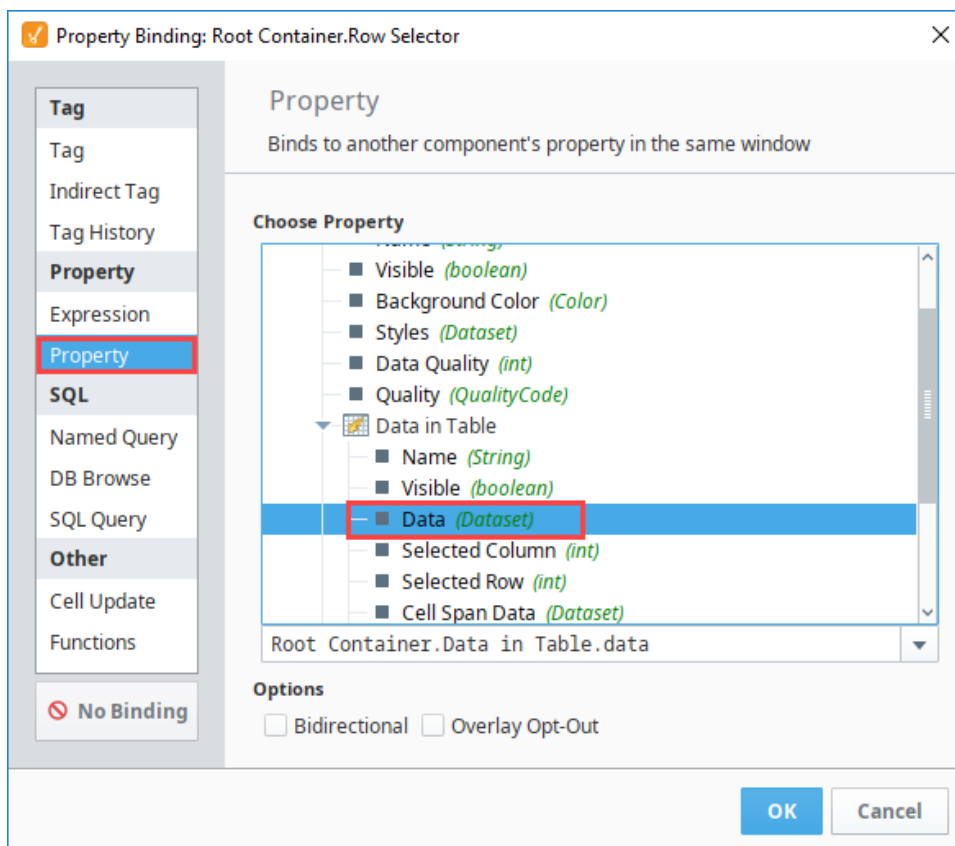 Property Binding: Root Container.Row Selector
Tag
Tag
Indirect Tag
Tag History
Property
Expression
Property
SQL
Named Query
DB Browse
SQL Query
Other
Cell Update
Functions
No Binding
Property
Binds to another component's property in the same window
Choose Property
Name (String)
Visible (boolean)
Background Color (Color)
Styles (Dataset)
Data Quality (int)
Quality (QualityCode)
Data in Table
Name (String)
Visible (boolean)
Data (Dataset)
Selected Column (int)
Selected Row (int)
Cell Span Data (Dataset)
Root Container.Data in Table.data
Options
Bidirectional Overlay Opt-Out
OK Cancel